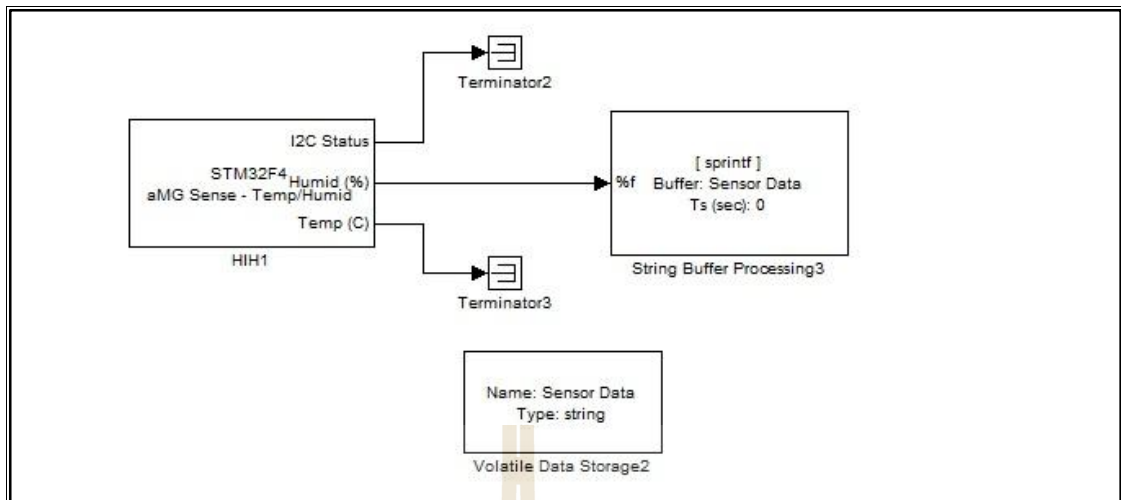 Terminator2
I2C Status
STM32F4
Humid (%)
aMG Sense - Temp/Humid
Temp (C)
HIH1
[ sprintf ]
%f
Buffer: Sensor Data
Ts (sec): 0
String Buffer Processing3
Terminator3
Name: Sensor Data
Type: string
Volatile Data Storage2